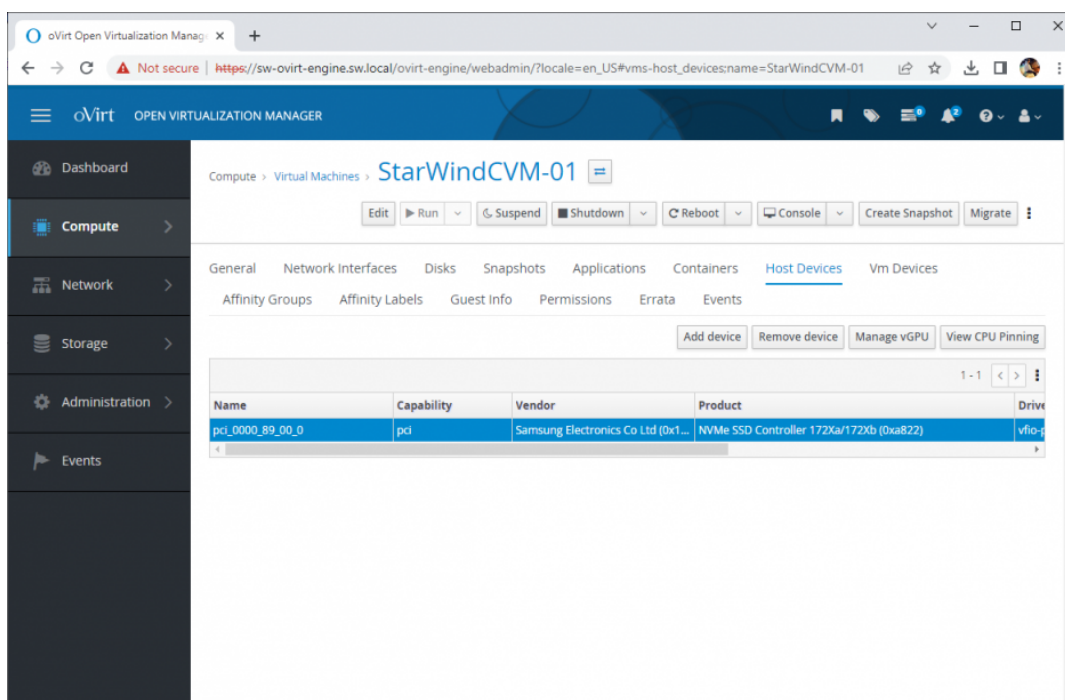 oVirt Open Virtualization Manag
Not secure | https://sw-ovirt-engine.sw.local/ovirt-engine/webadmin/?locale=en_US#vms-host_devices;name=StarWindCVM-01
oVirt OPEN VIRTUALIZATION MANAGER 0 2
Dashboard
Compute > Virtual Machines > StarWindCVM-01
Edit Run Suspend Shutdown Reboot Console Create Snapshot Migrate
Compute
General Network Interfaces Disks Snapshots Applications Containers Host Devices Vm Devices
Network
Affinity Groups Affinity Labels Guest Info Permissions Errata Events
Storage
Add device Remove device Manage vGPU View CPU Pinning
1 - 1
Administration
Name Capability Vendor Product Drive
pci_0000_89_00_0 pci Samsung Electronics Co Ltd (0x1... NVMe SSD Controller 172Xa/172Xb (0xa822) vfio-p
Events